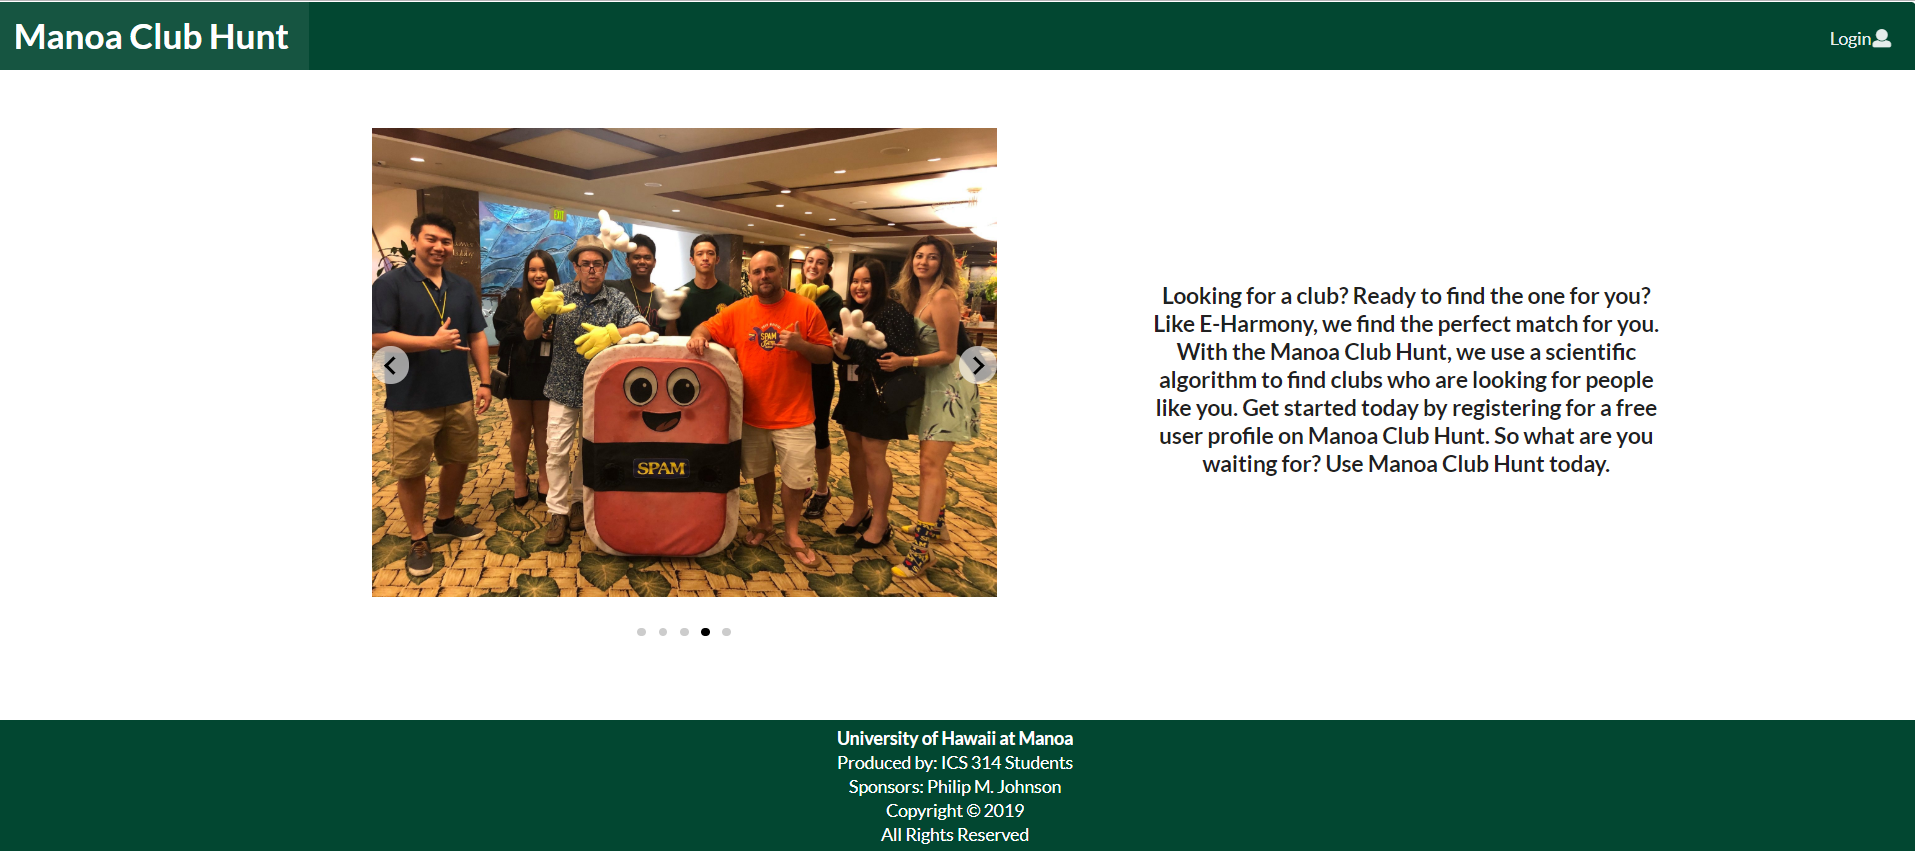 Manoa Club Hunt
Login
EXIT
SPAM
SPAM
Looking for a club? Ready to find the one for you?
Like E-Harmony, we find the perfect match for you.
With the Manoa Club Hunt, we use a scientific
algorithm to find clubs who are looking for people
like you. Get started today by registering for a free
user profile on Manoa Club Hunt. So what are you
waiting for? Use Manoa Club Hunt today.
University of Hawaii at Manoa
Produced by: ICS 314 Students
Sponsors: Philip M. Johnson
Copyright © 2019
All Rights Reserved